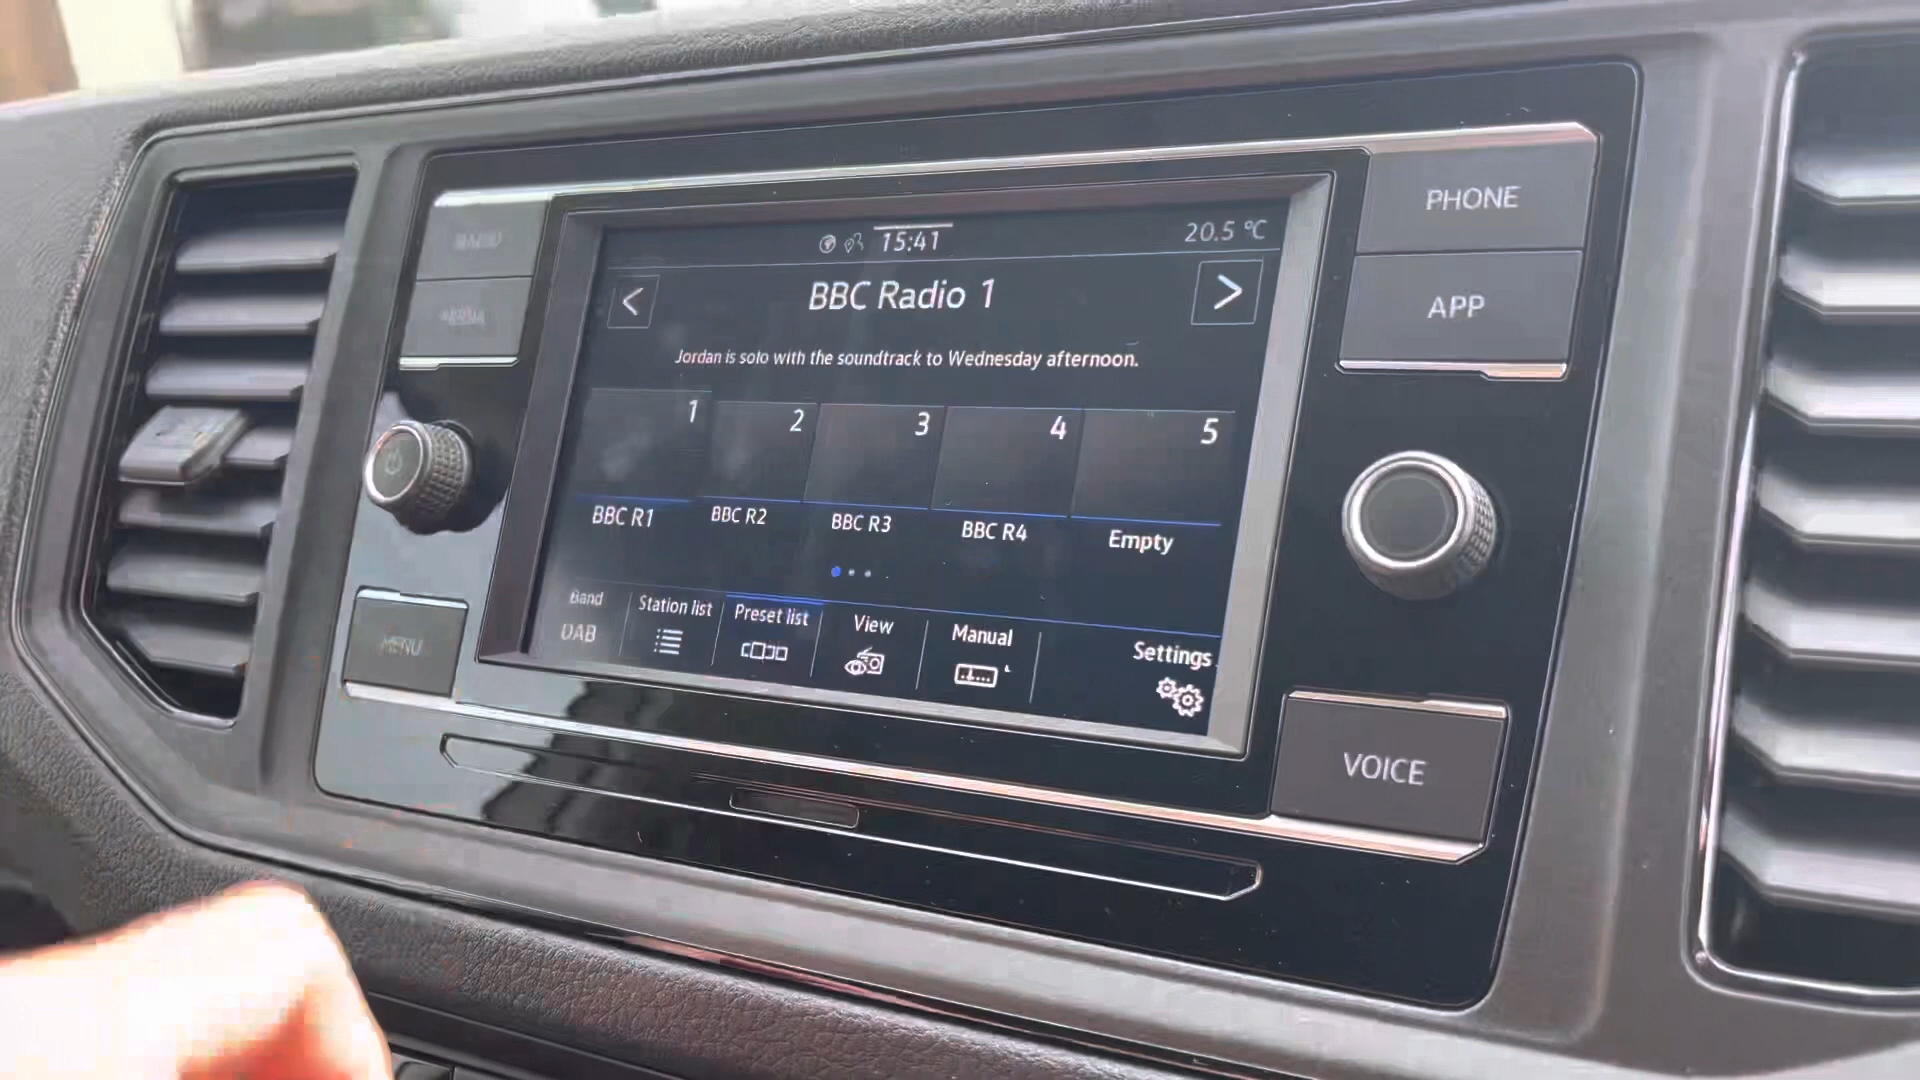 15:41
20.5 °C
BBC Radio 1
Jordan is solo with the soundtrack to Wednesday afternoon.
1
2
3
4
5
BBC R1
BBC R2
BBC R3
BBC R4
Empty
Band
DAB
Station list
Preset list
View
Manual
Settings
MENU
PHONE
APP
VOICE